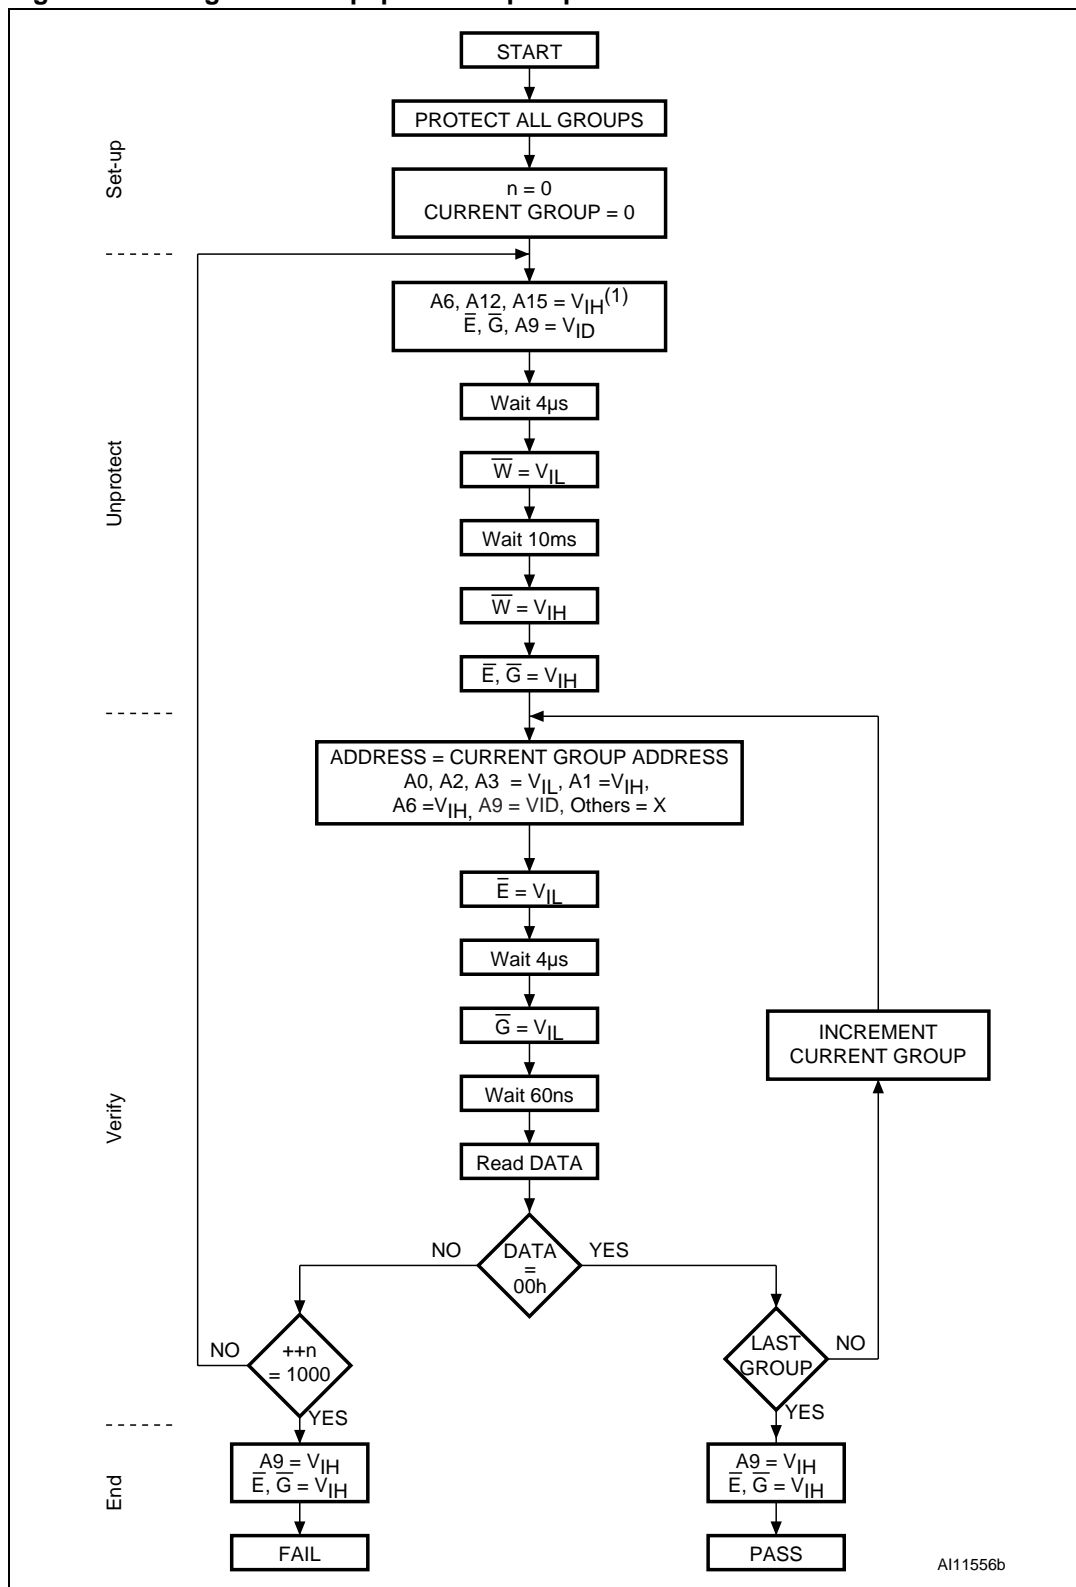 START
PROTECT ALL GROUPS
Set-up
n = 0
CURRENT GROUP = 0
A6, A12, A15 = VIH(1)
E̅, G̅, A9 = VID
Wait 4µs
Unprotect
W̅ = VIL
Wait 10ms
W̅ = VIH
E̅, G̅ = VIH
ADDRESS = CURRENT GROUP ADDRESS
A0, A2, A3 = VIL, A1 =VIH,
A6 =VIH, A9 = VID, Others = X
E̅ = VIL
Wait 4µs
G̅ = VIL
INCREMENT
CURRENT GROUP
Wait 60ns
Verify
Read DATA
NO
DATA
=
00h
YES
NO
++n
= 1000
YES
LAST
GROUP
NO
YES
End
A9 = VIH
E̅, G̅ = VIH
A9 = VIH
E̅, G̅ = VIH
FAIL
PASS
AI11556b